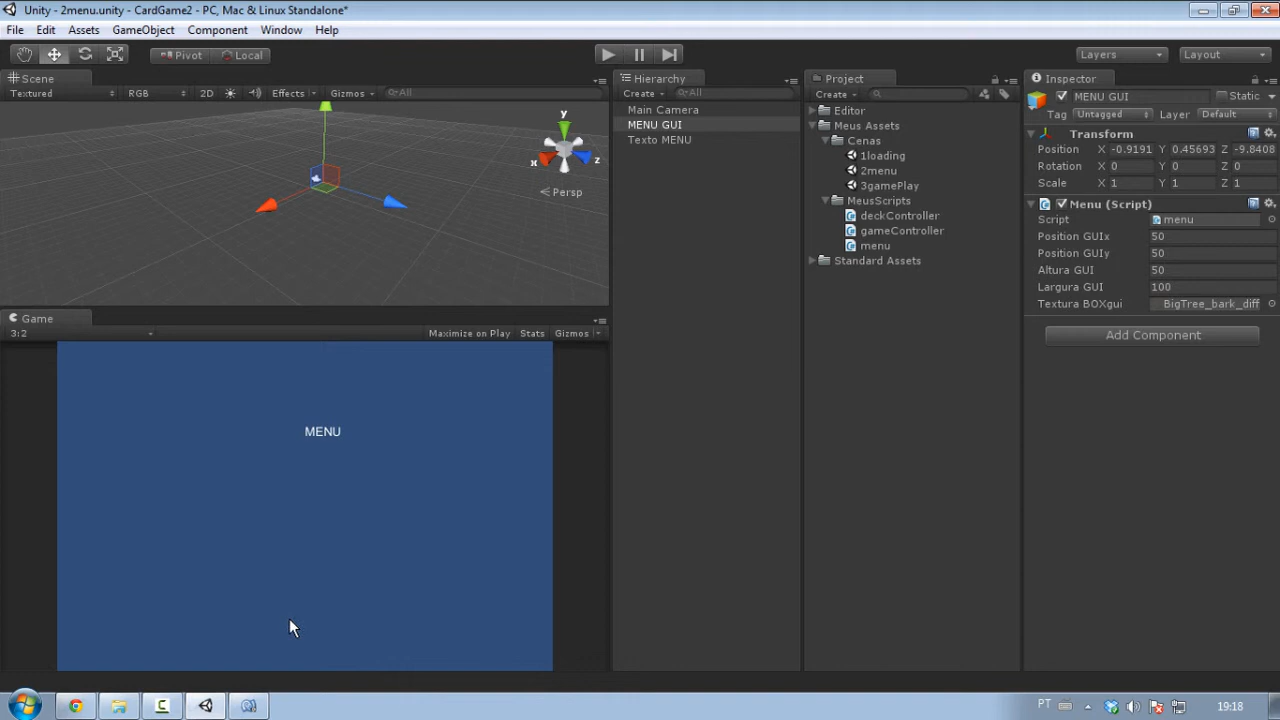 Unity - 2menu.unity - CardGame2 - PC, Mac & Linux Standalone*
File Edit Assets GameObject Component Window Help
Pivot Local Layers Layout
Scene
Textured RGB 2D Effects Gizmos All
y
x
z
Persp
Game
3:2 Maximize on Play Stats Gizmos
MENU
Hierarchy
Create All
Main Camera
MENU GUI
Texto MENU
Project
Create
Editor
Meus Assets
Cenas
1loading
2menu
3gamePlay
MeusScripts
deckController
gameController
menu
Standard Assets
Inspector
MENU GUI Static
Tag Untagged Layer Default
Transform
Position X -0.9191 Y 0.45693 Z -9.8408
Rotation X 0 Y 0 Z 0
Scale X 1 Y 1 Z 1
Menu (Script)
Script menu
Position GUIx 50
Position GUIy 50
Altura GUI 50
Largura GUI 100
Textura BOXgui BigTree_bark_diff
Add Component
PT 19:18